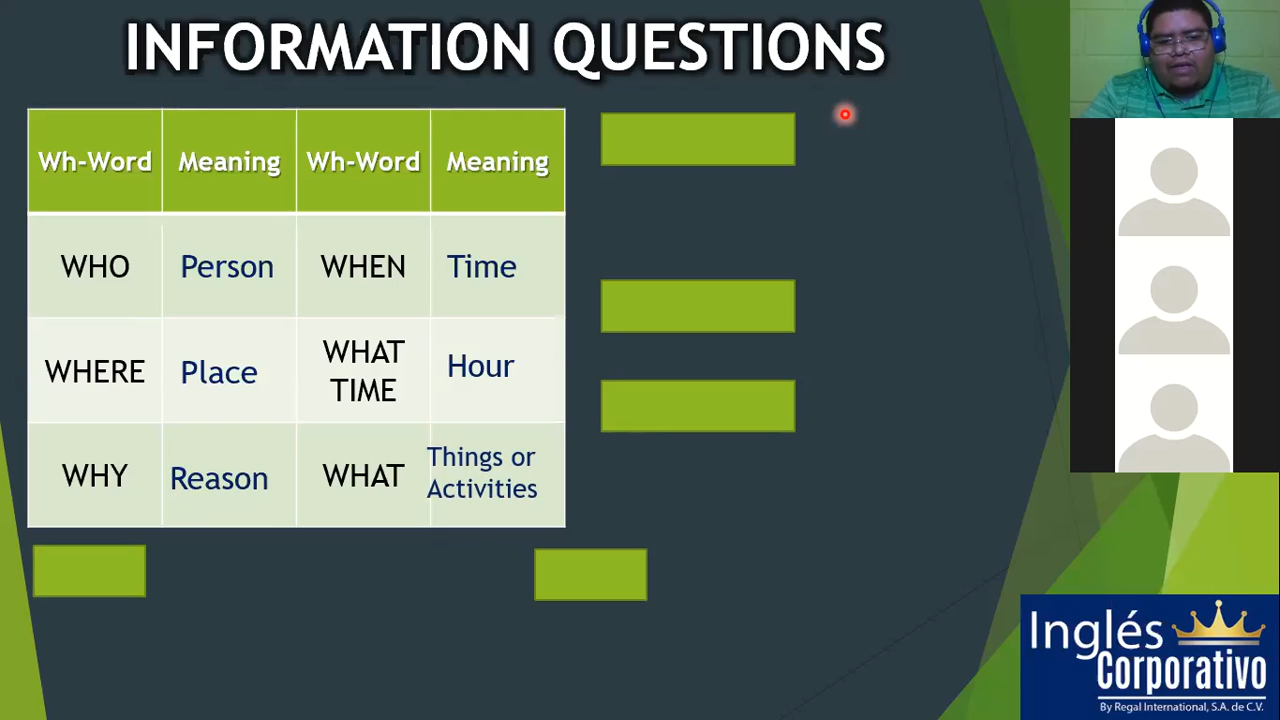 INFORMATION QUESTIONS
Wh-Word Meaning Wh-Word Meaning
WHO Person WHEN Time
WHERE Place WHAT TIME Hour
WHY Reason WHAT Things or Activities
Inglés
Corporativo
By Regal International, S.A. de C.V.